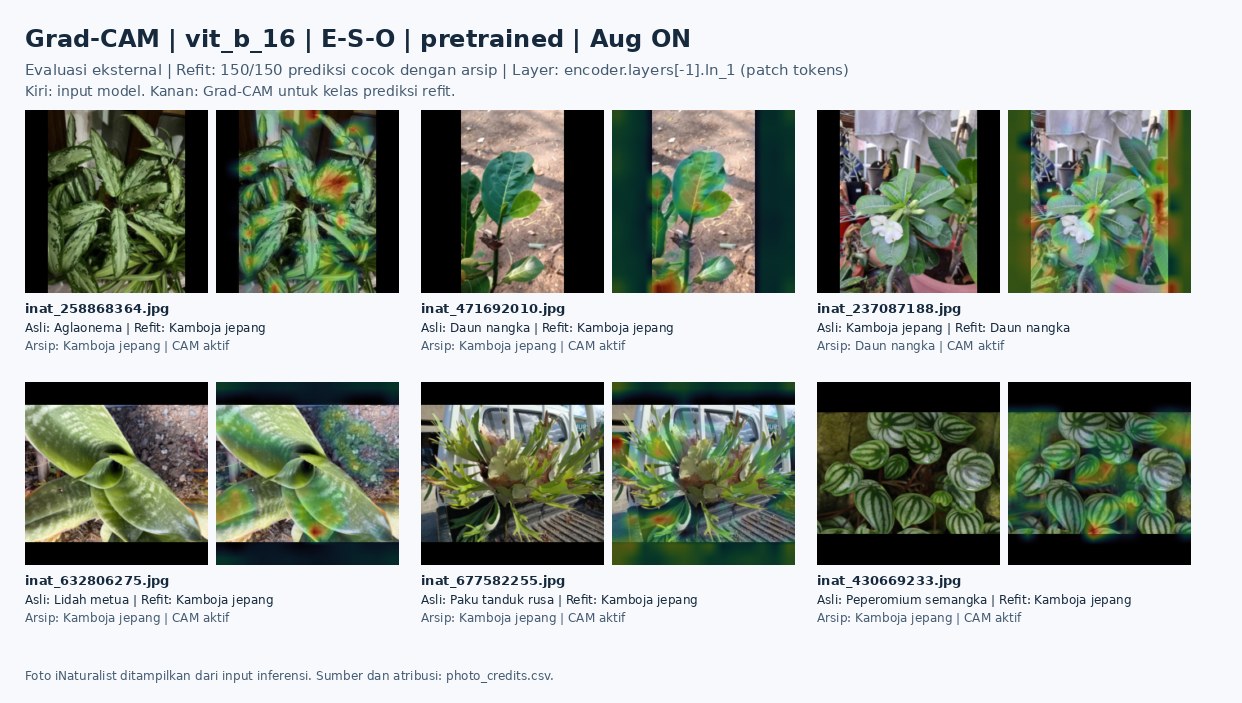 Grad-CAM | vit_b_16 | E-S-O | pretrained | Aug ON
Evaluasi eksternal | Refit: 150/150 prediksi cocok dengan arsip | Layer: encoder.layers[-1].ln_1 (patch tokens)
Kiri: input model. Kanan: Grad-CAM untuk kelas prediksi refit.
inat_258868364.jpg
Asli: Aglaonema | Refit: Kamboja jepang
Arsip: Kamboja jepang | CAM aktif
inat_471692010.jpg
Asli: Daun nangka | Refit: Kamboja jepang
Arsip: Kamboja jepang | CAM aktif
inat_237087188.jpg
Asli: Kamboja jepang | Refit: Daun nangka
Arsip: Daun nangka | CAM aktif
inat_632806275.jpg
Asli: Lidah metua | Refit: Kamboja jepang
Arsip: Kamboja jepang | CAM aktif
inat_677582255.jpg
Asli: Paku tanduk rusa | Refit: Kamboja jepang
Arsip: Kamboja jepang | CAM aktif
inat_430669233.jpg
Asli: Peperomium semangka | Refit: Kamboja jepang
Arsip: Kamboja jepang | CAM aktif
Foto iNaturalist ditampilkan dari input inferensi. Sumber dan atribusi: photo_credits.csv.